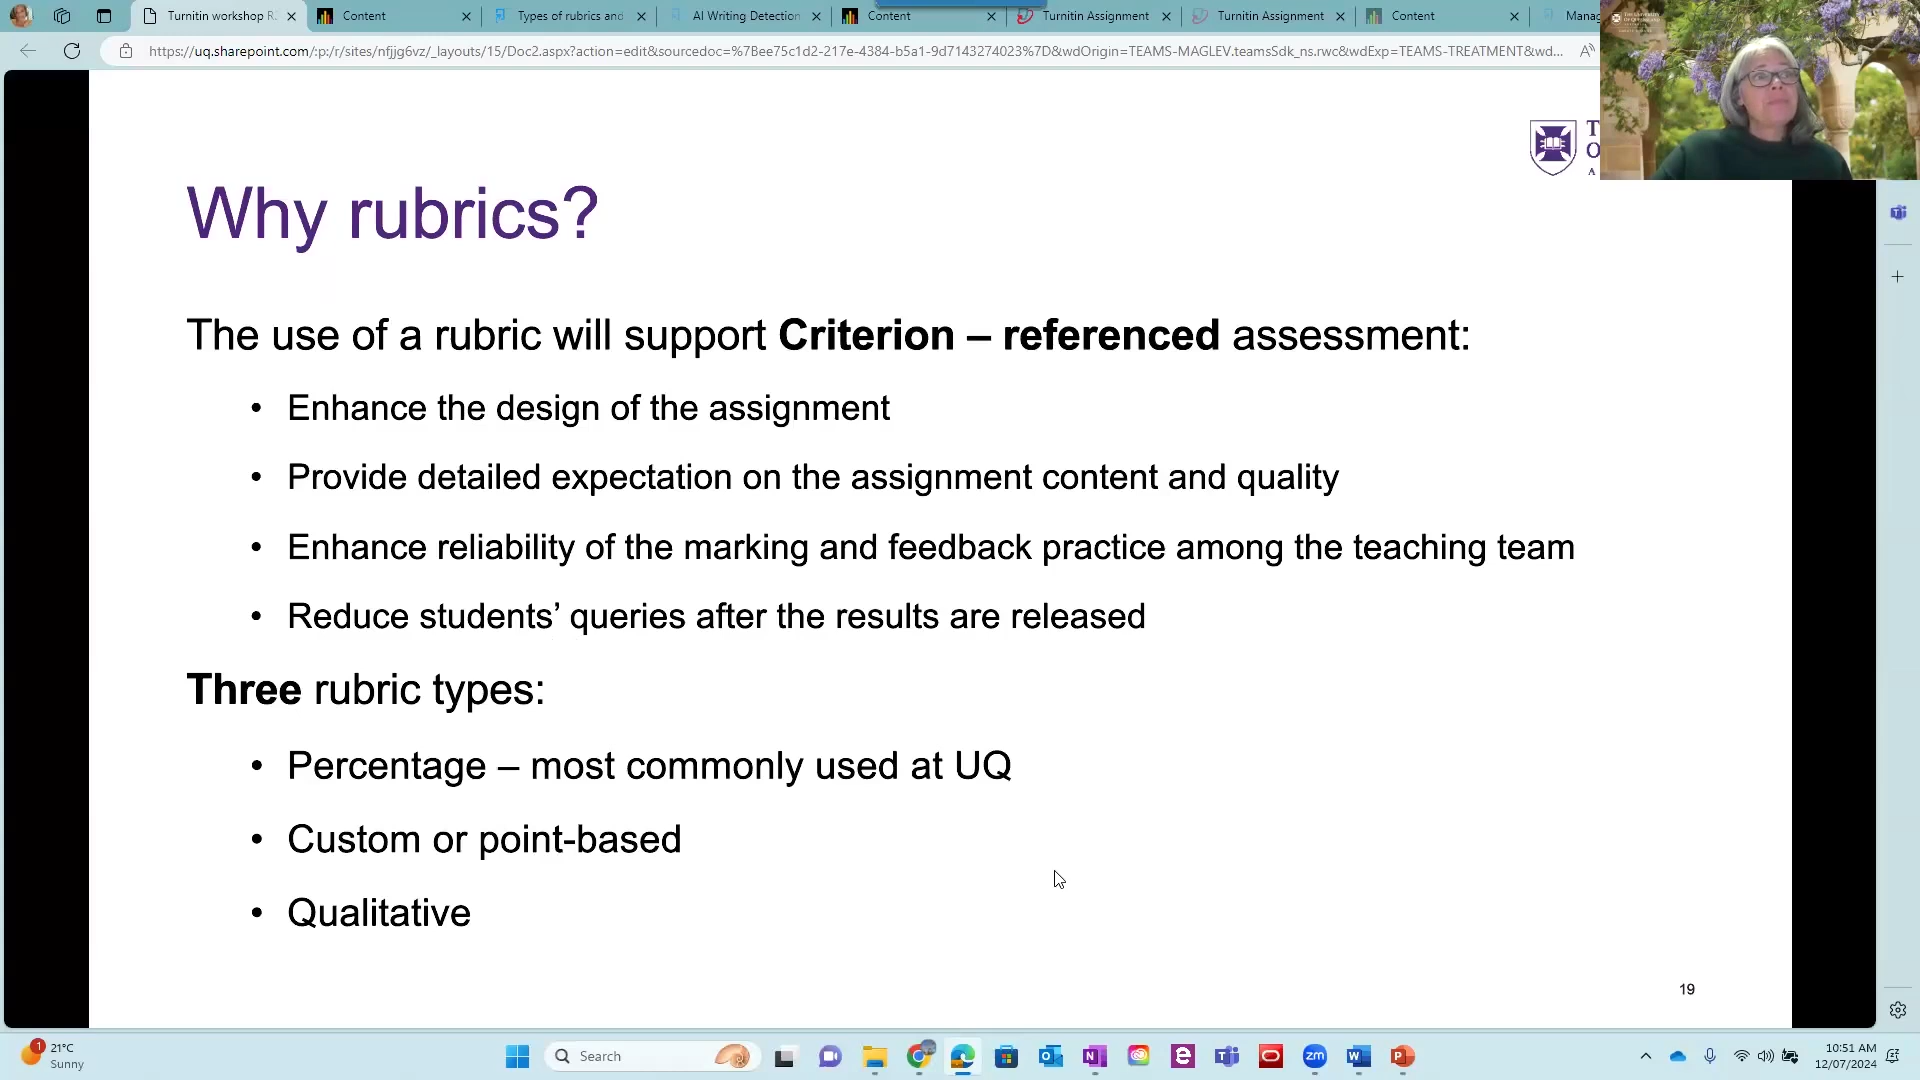 Turnitin workshop R
Content
Types of rubrics and
AI Writing Detection
Content
Turnitin Assignment
Turnitin Assignment
Content
Manag
https://uq.sharepoint.com/:p:/r/sites/nfjjg6vz/_layouts/15/Doc2.aspx?action=edit&sourcedoc=%7Bee75c1d2-217e-4384-b5a1-9d7143274023%7D&wdOrigin=TEAMS-MAGLEV.teamsSdk_ns.rwc&wdExp=TEAMS-TREATMENT&wd...
Why rubrics?
The use of a rubric will support Criterion – referenced assessment:
• Enhance the design of the assignment
• Provide detailed expectation on the assignment content and quality
• Enhance reliability of the marking and feedback practice among the teaching team
• Reduce students’ queries after the results are released
Three rubric types:
• Percentage – most commonly used at UQ
• Custom or point-based
• Qualitative
19
1
21°C
Sunny
Search
zm
10:51 AM
12/07/2024